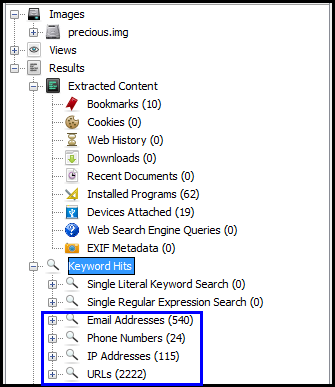 Images
precious.img
Views
Results
Extracted Content
Bookmarks (10)
Cookies (0)
Web History (0)
Downloads (0)
Recent Documents (0)
Installed Programs (62)
Devices Attached (19)
Web Search Engine Queries (0)
EXIF Metadata (0)
Keyword Hits
Single Literal Keyword Search (0)
Single Regular Expression Search (0)
Email Addresses (540)
Phone Numbers (24)
IP Addresses (115)
URLs (2222)